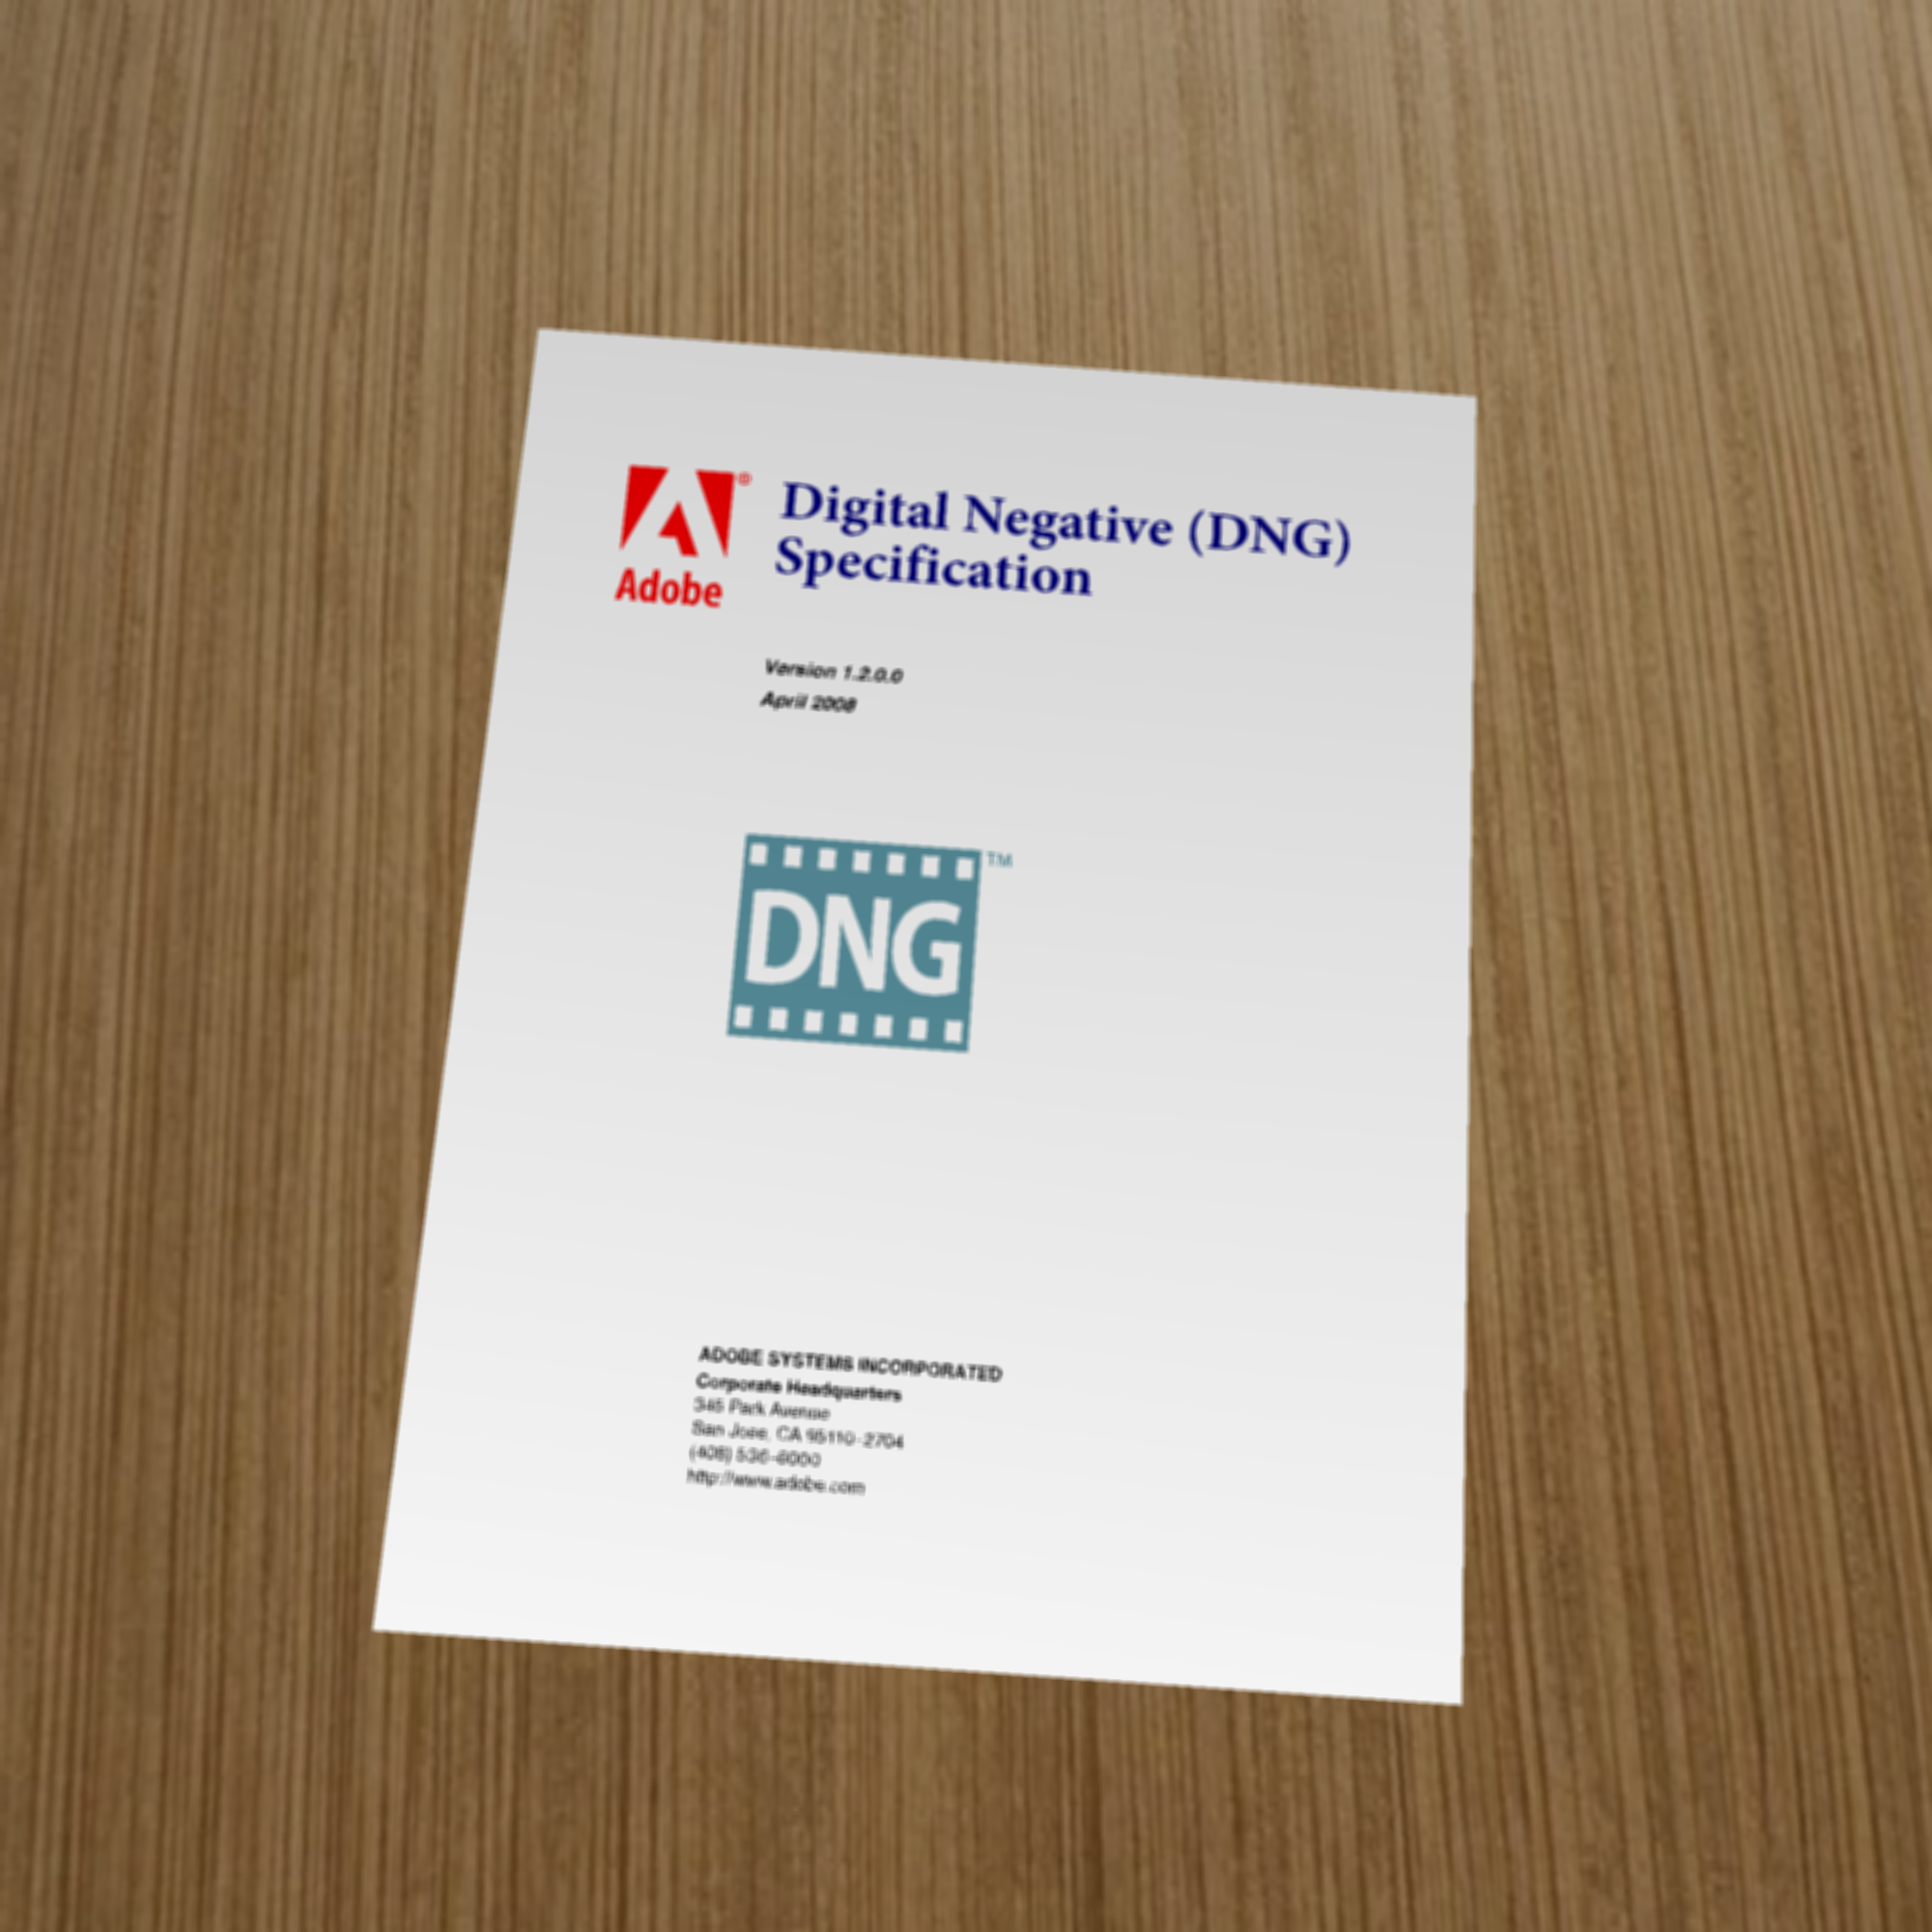 Adobe®
Digital Negative (DNG)
Specification
Version 1.2.0.0
April 2008
DNG™
ADOBE SYSTEMS INCORPORATED
Corporate Headquarters
345 Park Avenue
San Jose, CA 95110-2704
(408) 536-6000
http://www.adobe.com